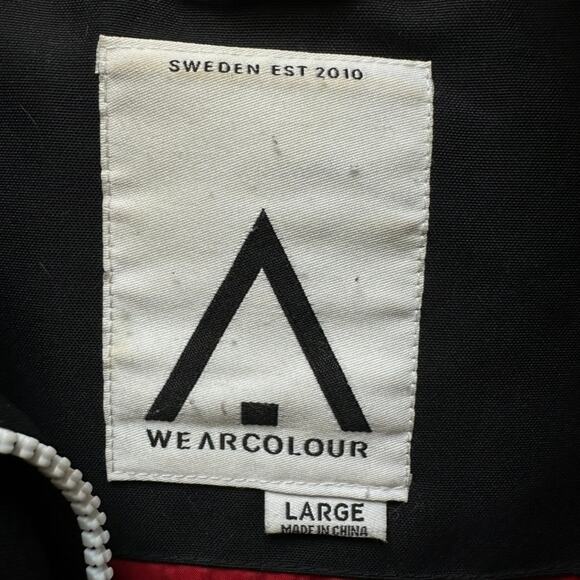 SWEDEN EST 2010
WEARCOLOUR
LARGE
MADE IN CHINA